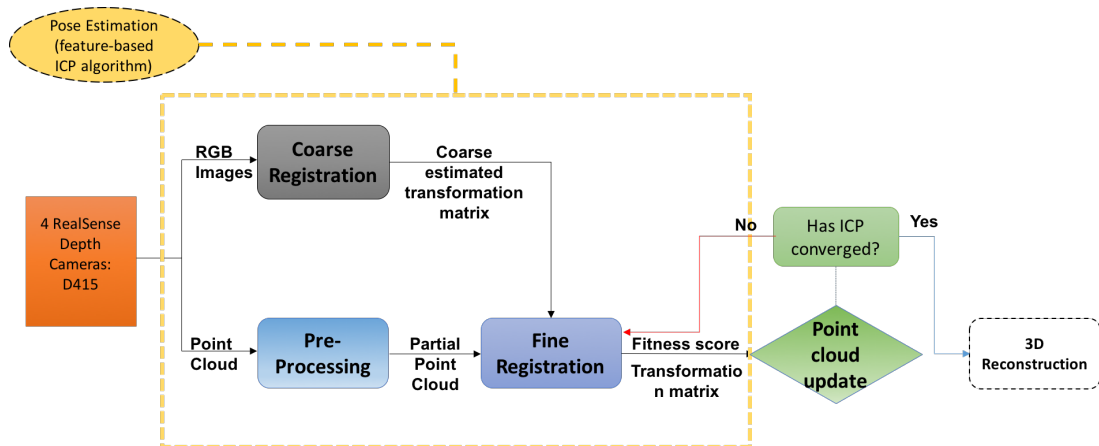 Pose Estimation
(feature-based
ICP algorithm)
RGB
Images
Coarse
Registration
Coarse
estimated
transformation
matrix
4 RealSense
Depth
Cameras:
D415
No
Has ICP
converged?
Yes
Point
Cloud
Pre-
Processing
Partial
Point
Cloud
Fine
Registration
Fitness score
Transformatio
n matrix
Point
cloud
update
3D
Reconstruction